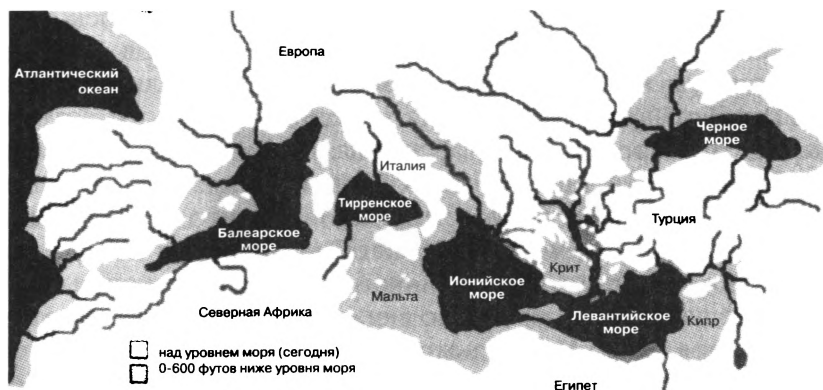 Европа
Атлантический
океан
Черное
море
Италия
Тирренское
море
Турция
Балеарское
море
Крит
Ионийское
море
Мальта
Левантийское
море
Кипр
Северная Африка
над уровнем моря (сегодня)
0-600 футов ниже уровня моря
Египет